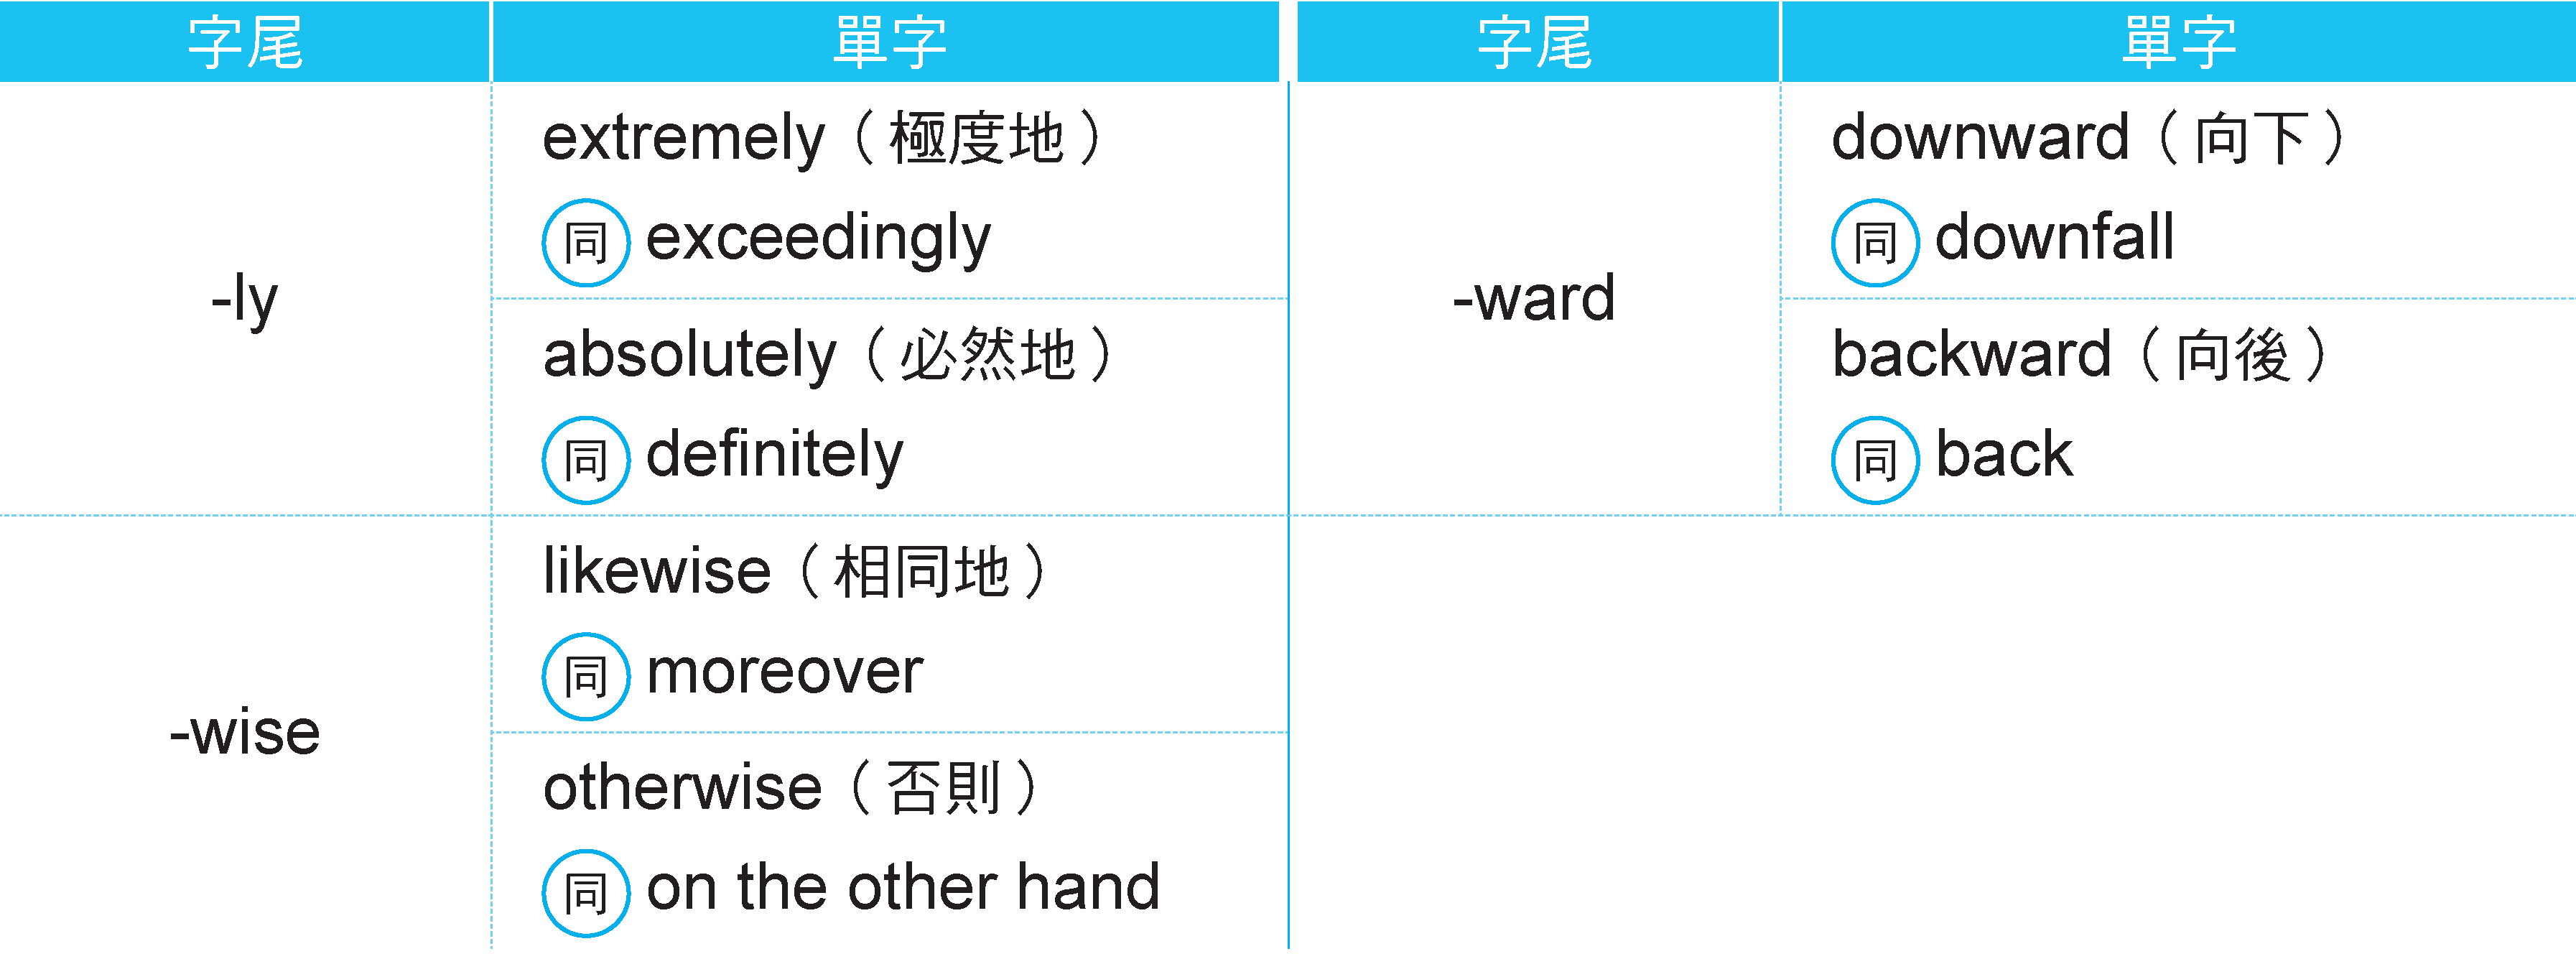 字尾 單字 字尾 單字
-ly
extremely（極度地）
同 exceedingly
absolutely（必然地）
同 definitely
-ward
downward（向下）
同 downfall
backward（向後）
同 back
-wise
likewise（相同地）
同 moreover
otherwise（否則）
同 on the other hand